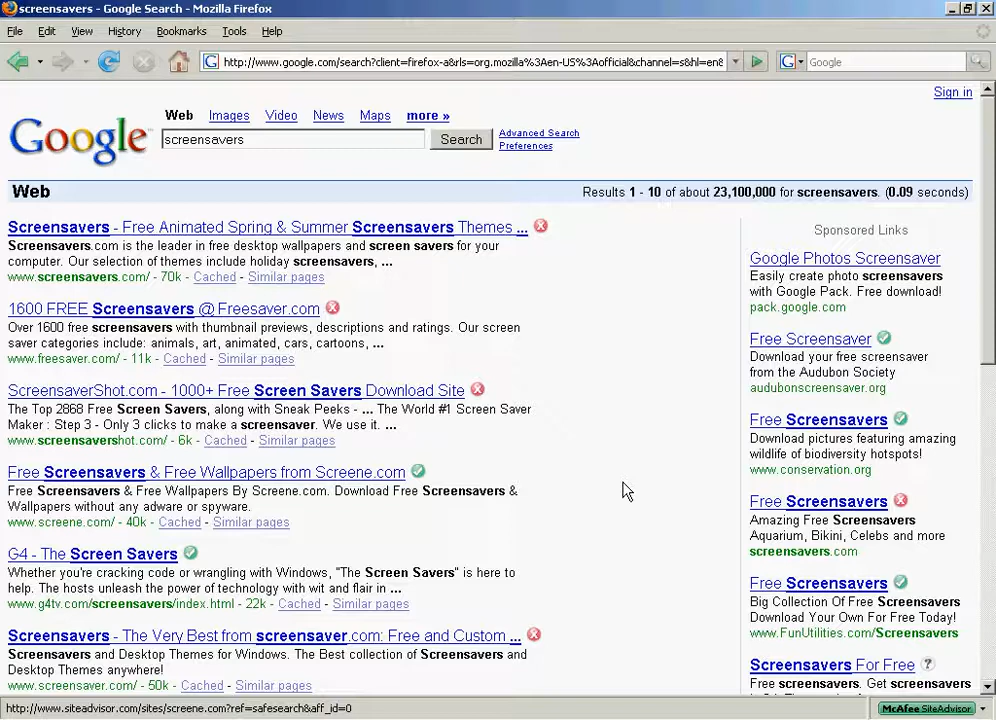 screensavers - Google Search - Mozilla Firefox
File Edit View History Bookmarks Tools Help
G http://www.google.com/search?client=firefox-a&rls=org.mozilla%3Aen-US%3Aofficial&channel=s&hl=en& G Google
Sign in
Google
Web Images Video News Maps more »
screensavers Search Advanced Search
Preferences
Web Results 1 - 10 of about 23,100,000 for screensavers. (0.09 seconds)
Screensavers - Free Animated Spring & Summer Screensavers Themes ...
Screensavers.com is the leader in free desktop wallpapers and screen savers for your
computer. Our selection of themes include holiday screensavers, ...
www.screensavers.com/ - 70k - Cached - Similar pages
1600 FREE Screensavers @ Freesaver.com
Over 1600 free screensavers with thumbnail previews, descriptions and ratings. Our screen
saver categories include: animals, art, animated, cars, cartoons, ...
www.freesaver.com/ - 11k - Cached - Similar pages
ScreensaverShot.com - 1000+ Free Screen Savers Download Site
The Top 2868 Free Screen Savers, along with Sneak Peeks - ... The World #1 Screen Saver
Maker : Step 3 - Only 3 clicks to make a screensaver. We use it. ...
www.screensavershot.com/ - 6k - Cached - Similar pages
Free Screensavers & Free Wallpapers from Screene.com
Free Screensavers & Free Wallpapers By Screene.com. Download Free Screensavers &
Wallpapers without any adware or spyware.
www.screene.com/ - 40k - Cached - Similar pages
G4 - The Screen Savers
Whether you're cracking code or wrangling with Windows, "The Screen Savers" is here to
help. The hosts unleash the power of technology with wit and flair in ...
www.g4tv.com/screensavers/index.html - 22k - Cached - Similar pages
Screensavers - The Very Best from screensaver.com: Free and Custom ...
Screensavers and Desktop Themes for Windows. The Best collection of Screensavers and
Desktop Themes anywhere!
www.screensaver.com/ - 50k - Cached - Similar pages
Sponsored Links
Google Photos Screensaver
Easily create photo screensavers
with Google Pack. Free download!
pack.google.com
Free Screensaver
Download your free screensaver
from the Audubon Society
audubonscreensaver.org
Free Screensavers
Download pictures featuring amazing
wildlife of biodiversity hotspots!
www.conservation.org
Free Screensavers
Amazing Free Screensavers
Aquarium, Bikini, Celebs and more
screensavers.com
Free Screensavers
Big Collection Of Free Screensavers
Download Your Own For Free Today!
www.FunUtilities.com/Screensavers
Screensavers For Free ?
Free screensavers. Get screensavers
http://www.siteadvisor.com/sites/screene.com?ref=safesearch&aff_id=0 McAfee SiteAdvisor